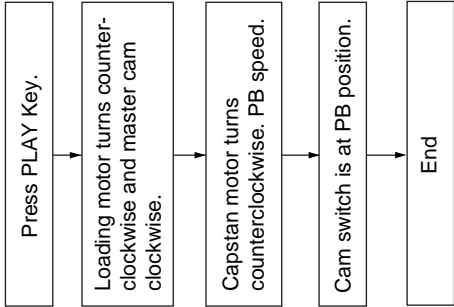 Press PLAY Key.
Loading motor turns counter-
clockwise and master cam
clockwise.
Capstan motor turns
counterclockwise. PB speed.
Cam switch is at PB position.
End